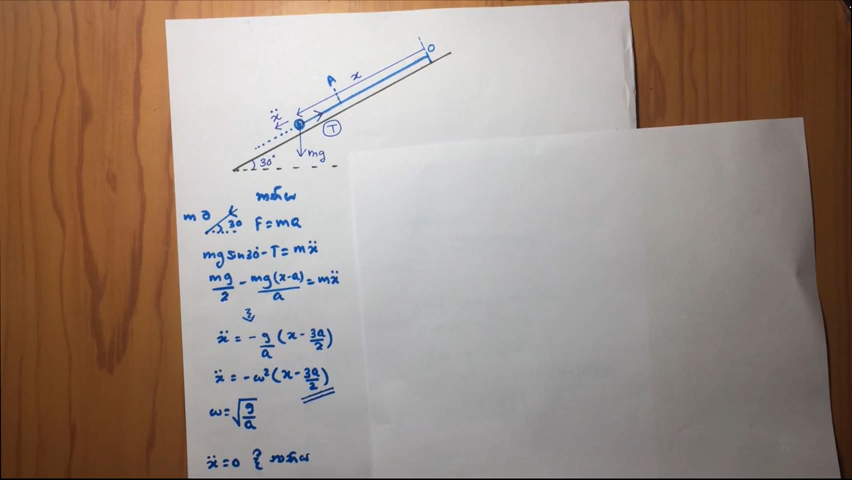 O
x
A
ẍ
T
mg
30°
30
F=ma
mg sin30° - T = mẍ
mg/2 - mg(x-a)/a = mẍ
ẍ = -g/a (x - 3a/2)
ẍ = -ω²(x - 3a/2)
ω = √g/a
ẍ = 0